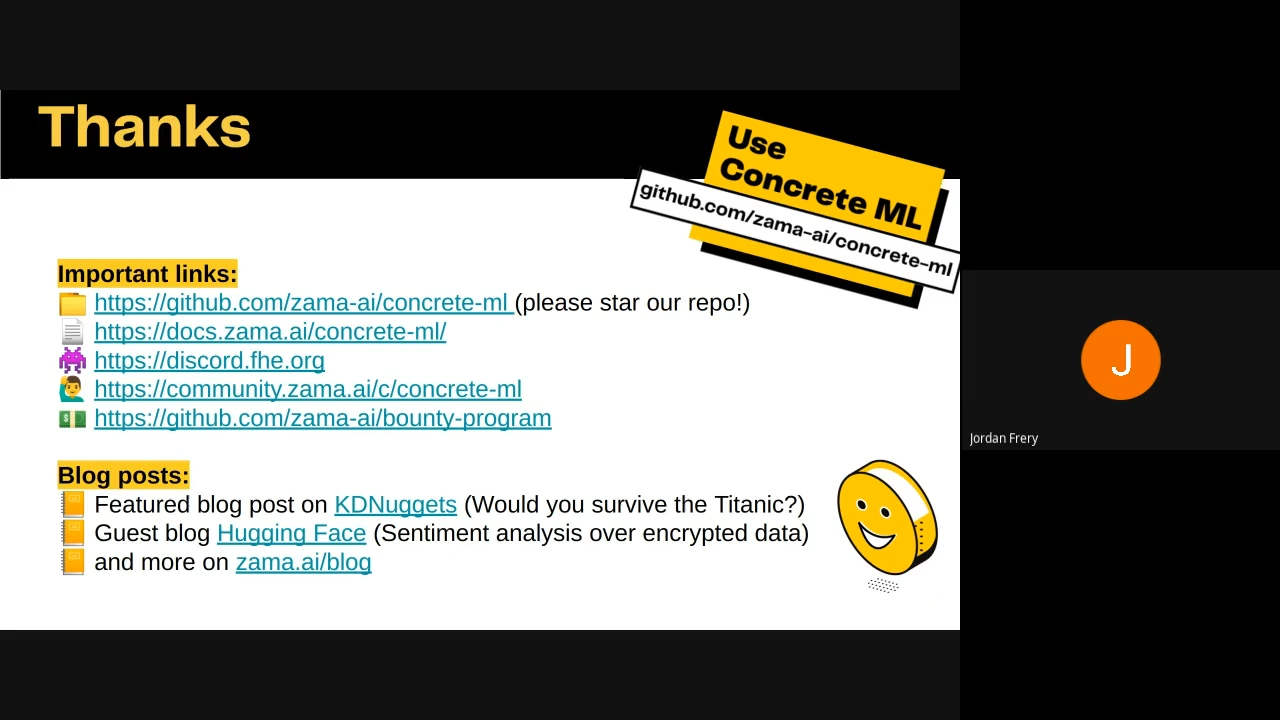 Thanks
Use
Concrete ML
github.com/zama-ai/concrete-ml
Important links:
https://github.com/zama-ai/concrete-ml (please star our repo!)
https://docs.zama.ai/concrete-ml/
https://discord.fhe.org
https://community.zama.ai/c/concrete-ml
https://github.com/zama-ai/bounty-program
Blog posts:
Featured blog post on KDNuggets (Would you survive the Titanic?)
Guest blog Hugging Face (Sentiment analysis over encrypted data)
and more on zama.ai/blog
J
Jordan Frery